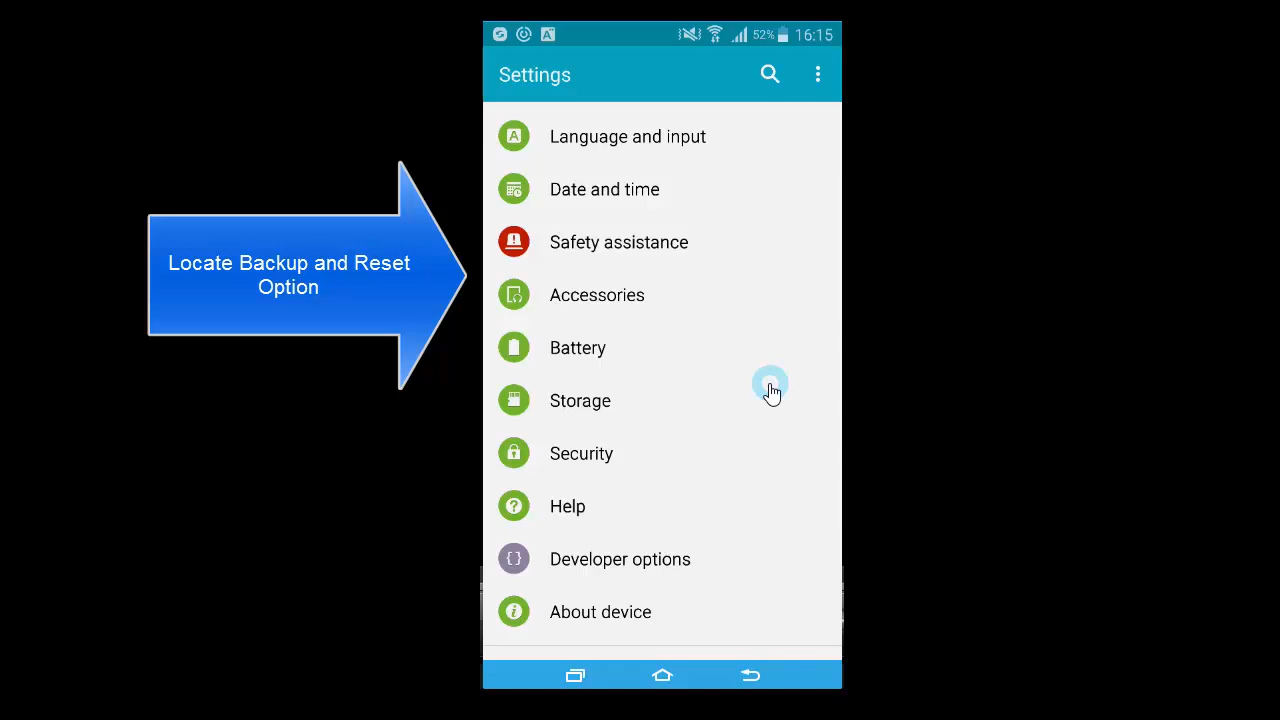 52% 16:15
Settings
Language and input
Date and time
Safety assistance
Locate Backup and Reset
Option
Accessories
Battery
Storage
Security
Help
Developer options
About device